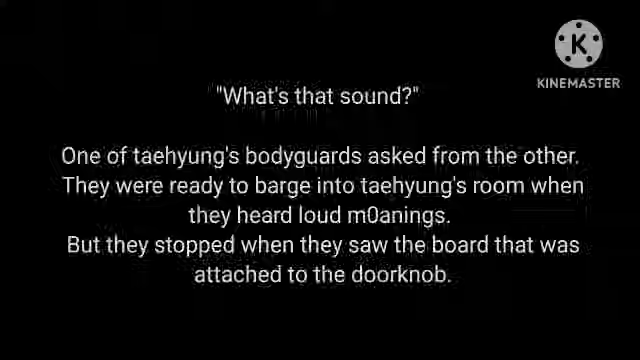 KINEMASTER
"What's that sound?"
One of taehyung's bodyguards asked from the other.
They were ready to barge into taehyung's room when
they heard loud m0anings.
But they stopped when they saw the board that was
attached to the doorknob.